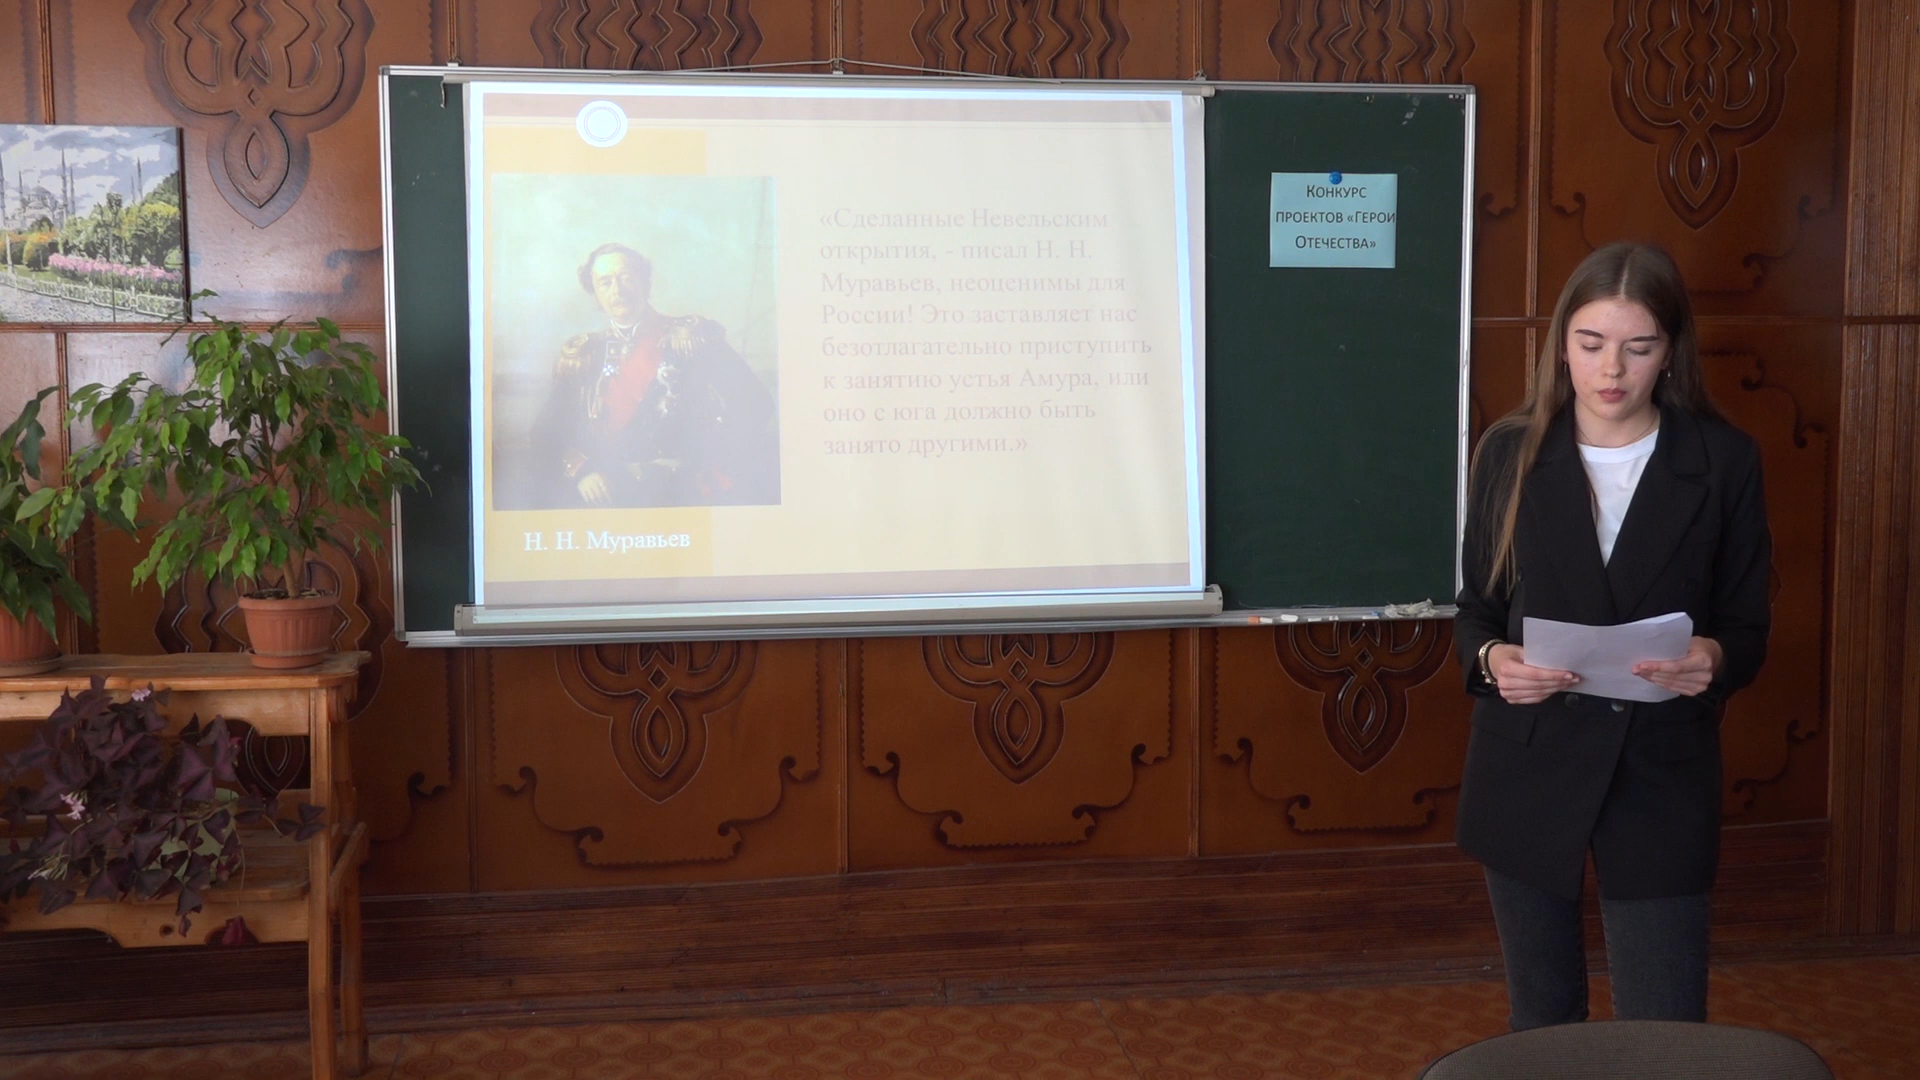 «Сделанные Невельским
открытия, - писал Н. Н.
Муравьев, неоценимы для
России! Это заставляет нас
безотлагательно приступить
к занятию устья Амура, или
оно с юга должно быть
занято другими.»
Н. Н. Муравьев
Конкурс
проектов «Герои
Отечества»